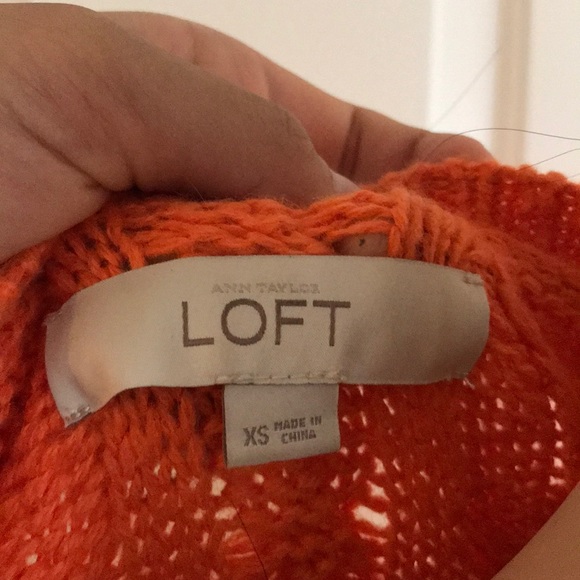 ANN TAYLOR
LOFT
XS MADE IN
CHINA